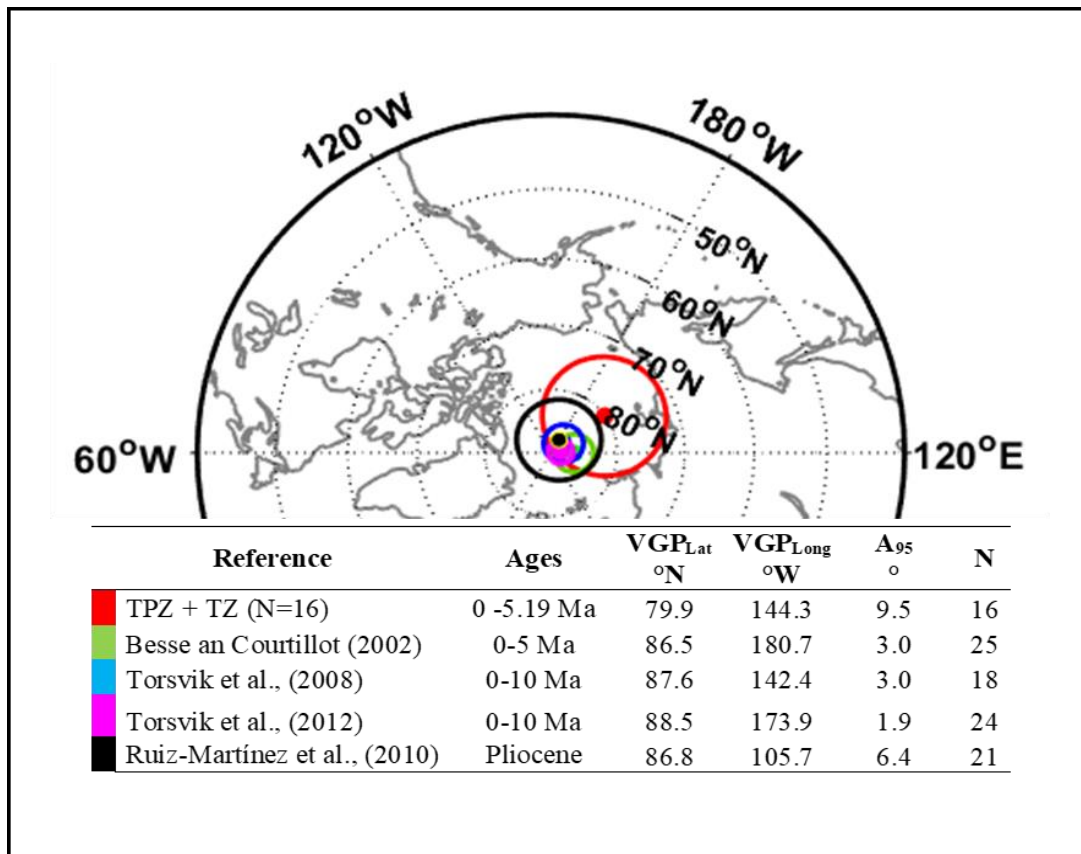 120°W
180°W
50°N
60°N
70°N
80°N
60°W
120°E
Reference Ages VGPLat °N VGPLong °W A95 ° N
TPZ + TZ (N=16) 0 -5.19 Ma 79.9 144.3 9.5 16
Besse an Courtillot (2002) 0-5 Ma 86.5 180.7 3.0 25
Torsvik et al., (2008) 0-10 Ma 87.6 142.4 3.0 18
Torsvik et al., (2012) 0-10 Ma 88.5 173.9 1.9 24
Ruiz-Martínez et al., (2010) Pliocene 86.8 105.7 6.4 21